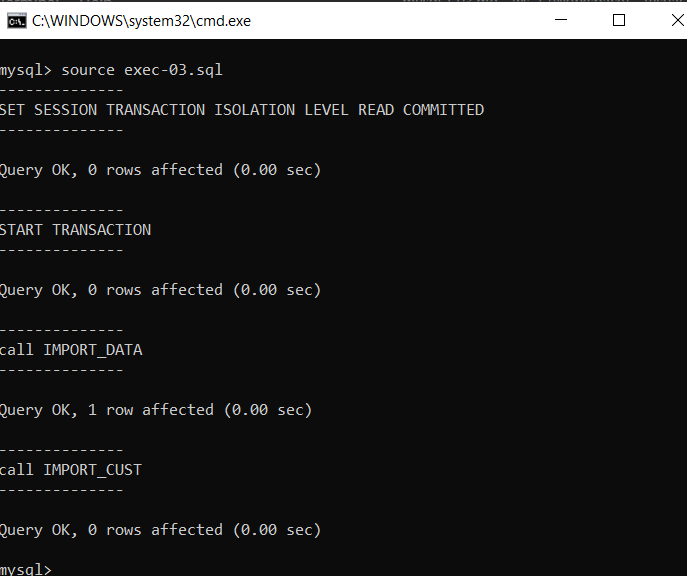 C:\WINDOWS\system32\cmd.exe
mysql> source exec-03.sql
--------------
SET SESSION TRANSACTION ISOLATION LEVEL READ COMMITTED
--------------
Query OK, 0 rows affected (0.00 sec)
--------------
START TRANSACTION
--------------
Query OK, 0 rows affected (0.00 sec)
--------------
call IMPORT_DATA
--------------
Query OK, 1 row affected (0.00 sec)
--------------
call IMPORT_CUST
--------------
Query OK, 0 rows affected (0.00 sec)
mysql>